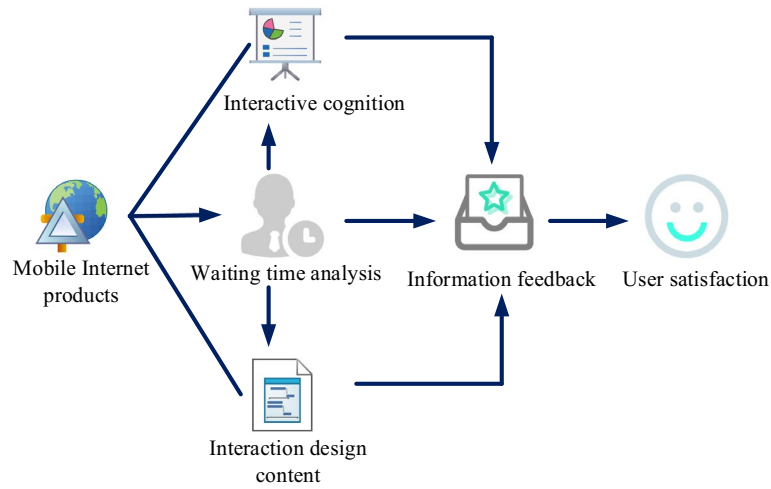 Interactive cognition
Mobile Internet
products
Waiting time analysis
Information feedback
User satisfaction
Interaction design
content